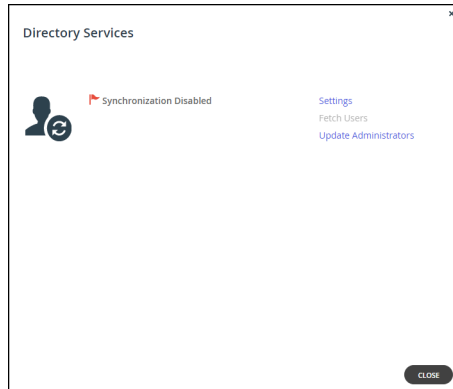 Directory Services
Synchronization Disabled
Settings
Fetch Users
Update Administrators
CLOSE